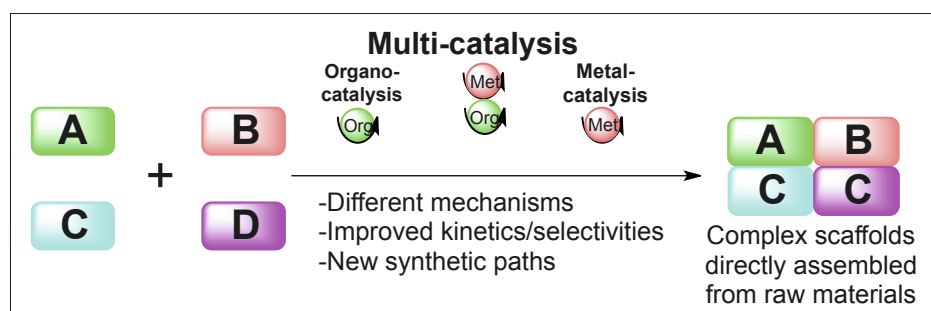 Multi-catalysis
Organo-
catalysis
Met
Org
Metal-
catalysis
Org
Met
A
B
+
C
D
-Different mechanisms
-Improved kinetics/selectivities
-New synthetic paths
A
B
C
C
Complex scaffolds
directly assembled
from raw materials